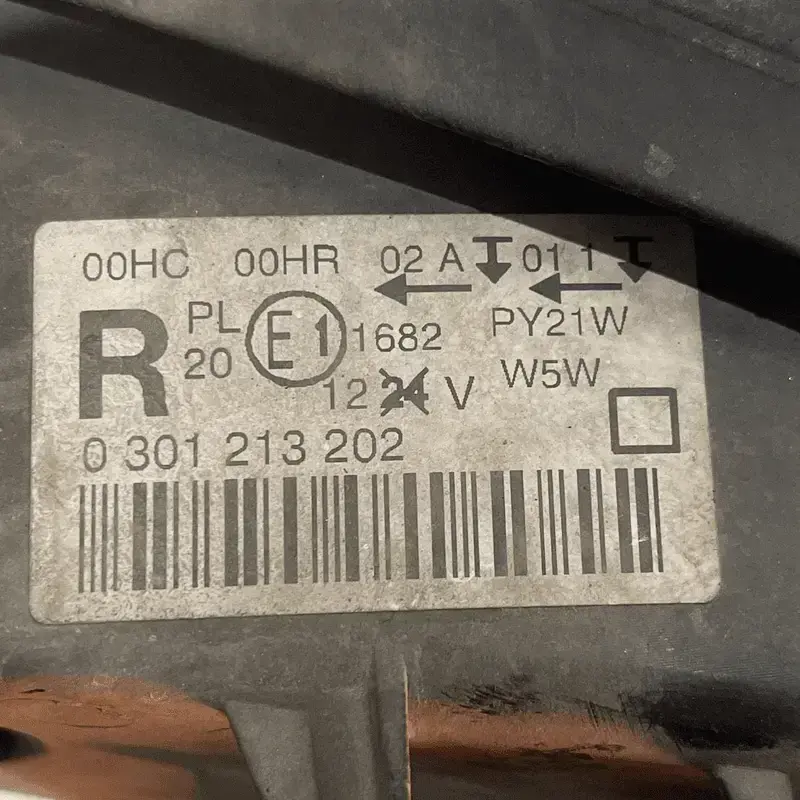 00HC 00HR 02 A 01 1
R PL E1 1682 PY21W
20 W5W
12 24 V
0 301 213 202